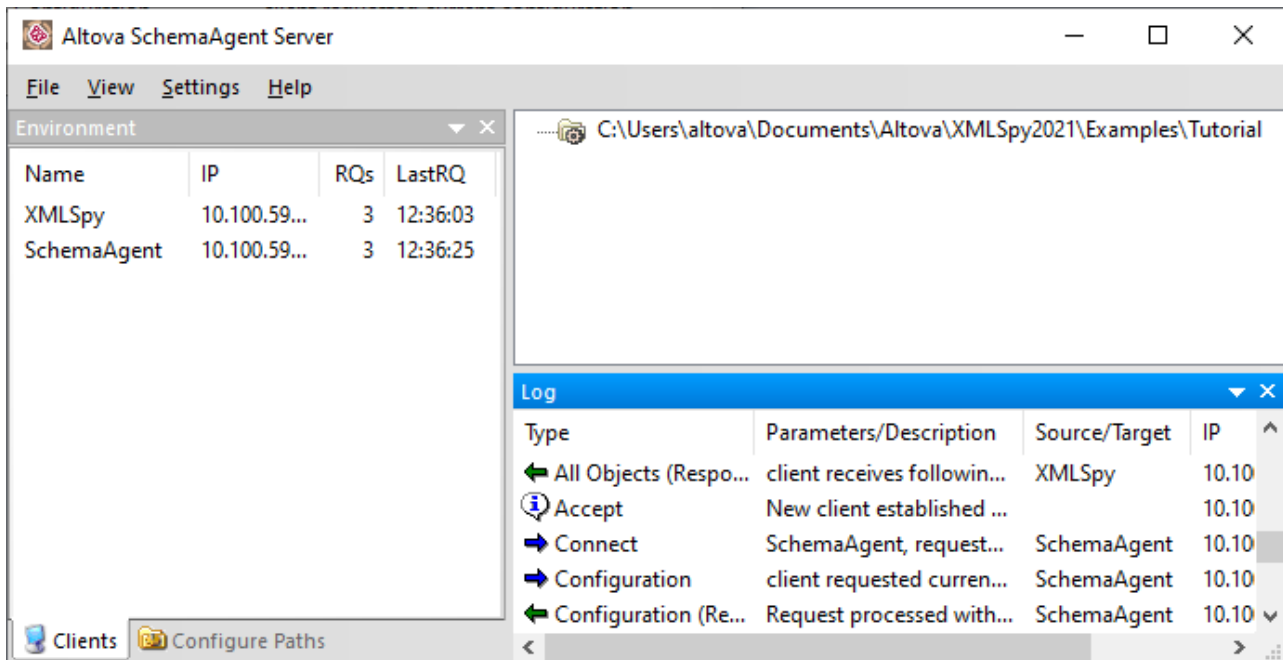 Altova SchemaAgent Server
File View Settings Help
Environment
Name IP RQs LastRQ
XMLSpy 10.100.59... 3 12:36:03
SchemaAgent 10.100.59... 3 12:36:25
Clients Configure Paths
C:\Users\altova\Documents\Altova\XMLSpy2021\Examples\Tutorial
Log
Type Parameters/Description Source/Target IP
All Objects (Respo... client receives followin... XMLSpy 10.10
Accept New client established ... 10.10
Connect SchemaAgent, request... SchemaAgent 10.10
Configuration client requested curren... SchemaAgent 10.10
Configuration (Re... Request processed with... SchemaAgent 10.10